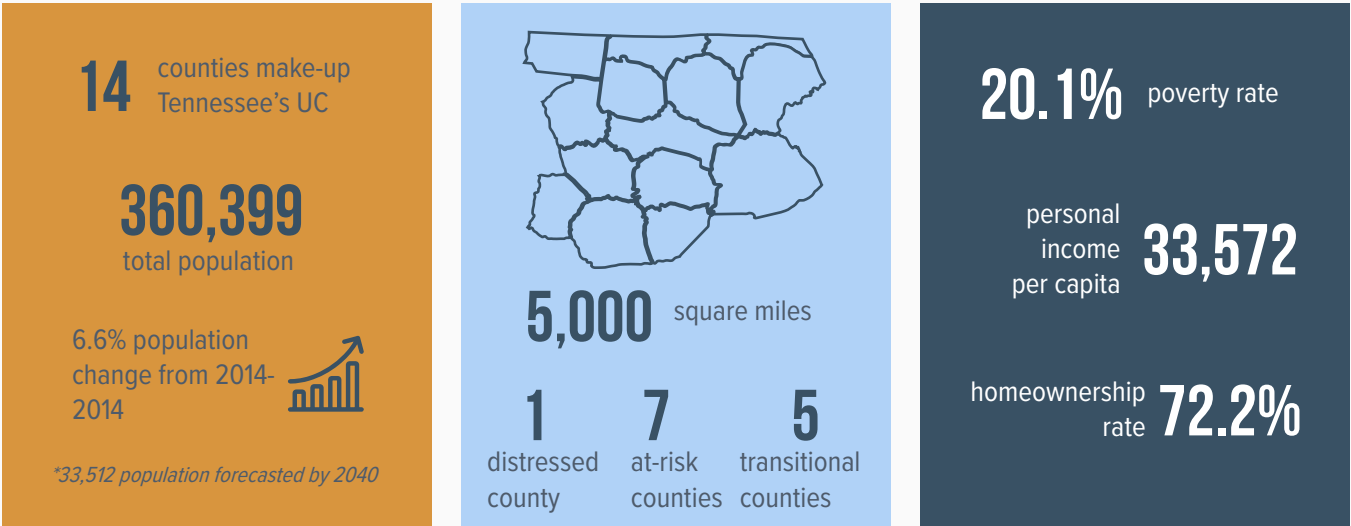 14
counties make-up
Tennessee's UC
360,399
total population
6.6% population
change from 2014-
2014
*33,512 population forecasted by 2040
5,000
square miles
1
distressed
county
7
at-risk
counties
5
transitional
counties
20.1%
poverty rate
personal
income
per capita
33,572
homeownership
rate
72.2%